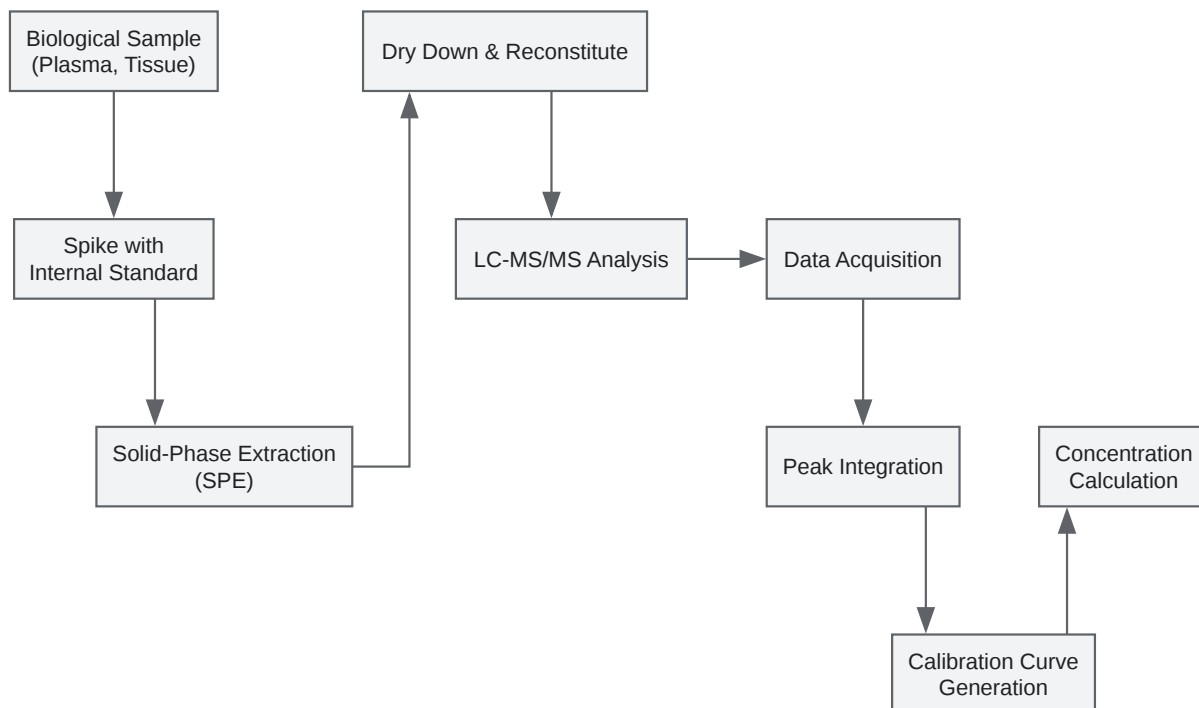 Biological Sample
(Plasma, Tissue)
Spike with
Internal Standard
Solid-Phase Extraction
(SPE)
Dry Down & Reconstitute
LC-MS/MS Analysis
Data Acquisition
Peak Integration
Calibration Curve
Generation
Concentration
Calculation